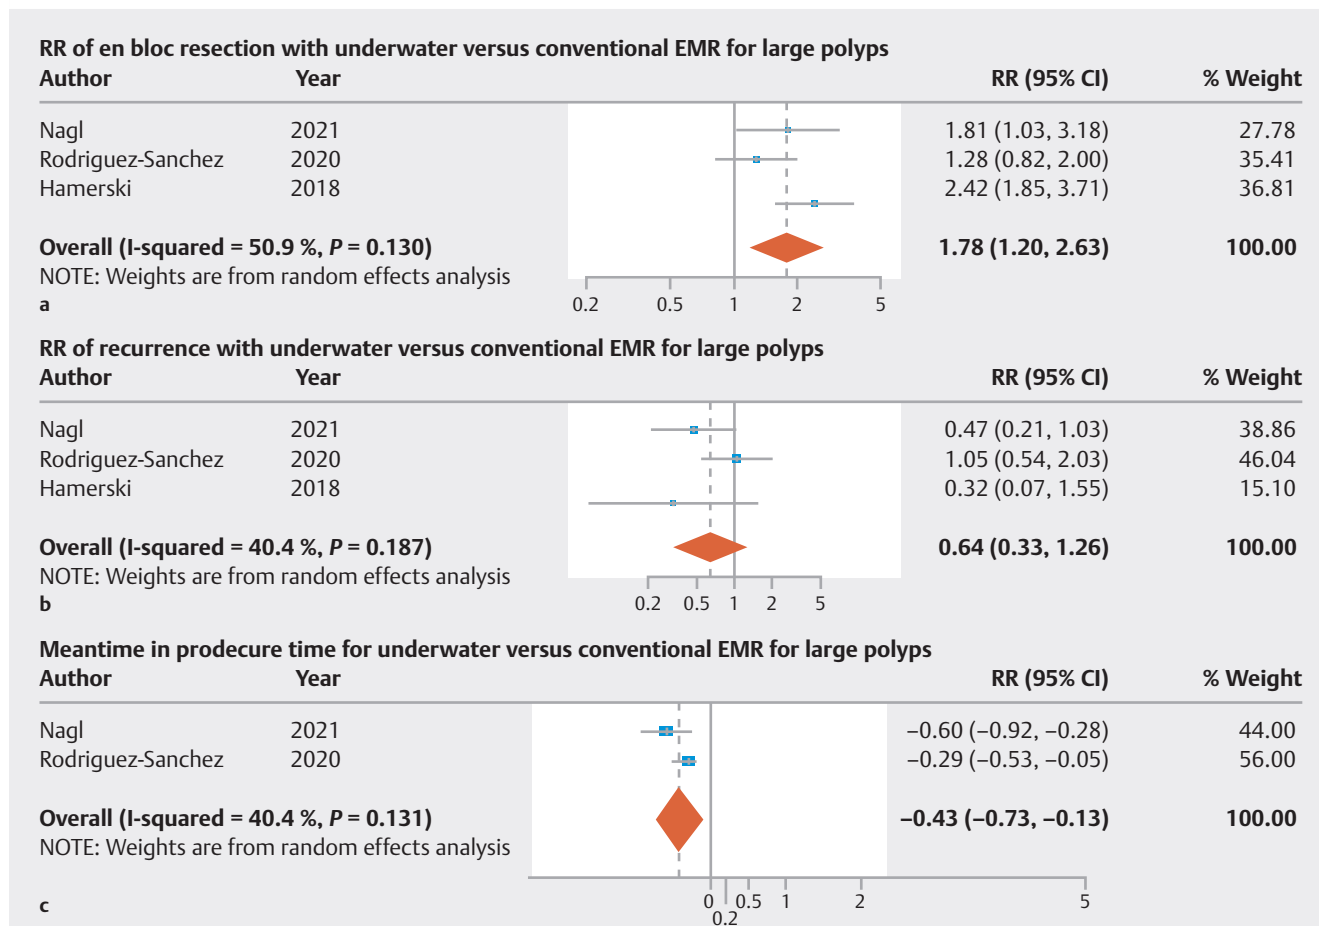 RR of en bloc resection with underwater versus conventional EMR for large polyps
Author Year RR (95% CI) % Weight
Nagl 2021 1.81 (1.03, 3.18) 27.78
Rodriguez-Sanchez 2020 1.28 (0.82, 2.00) 35.41
Hamerski 2018 2.42 (1.85, 3.71) 36.81
Overall (I-squared = 50.9 %, P = 0.130) 1.78 (1.20, 2.63) 100.00
NOTE: Weights are from random effects analysis
a 0.2 0.5 1 2 5
RR of recurrence with underwater versus conventional EMR for large polyps
Author Year RR (95% CI) % Weight
Nagl 2021 0.47 (0.21, 1.03) 38.86
Rodriguez-Sanchez 2020 1.05 (0.54, 2.03) 46.04
Hamerski 2018 0.32 (0.07, 1.55) 15.10
Overall (I-squared = 40.4 %, P = 0.187) 0.64 (0.33, 1.26) 100.00
NOTE: Weights are from random effects analysis
b 0.2 0.5 1 2 5
Meantime in prodecure time for underwater versus conventional EMR for large polyps
Author Year RR (95% CI) % Weight
Nagl 2021 −0.60 (−0.92, −0.28) 44.00
Rodriguez-Sanchez 2020 −0.29 (−0.53, −0.05) 56.00
Overall (I-squared = 40.4 %, P = 0.131) −0.43 (−0.73, −0.13) 100.00
NOTE: Weights are from random effects analysis
c 0 0.5 1 2 5
0.2